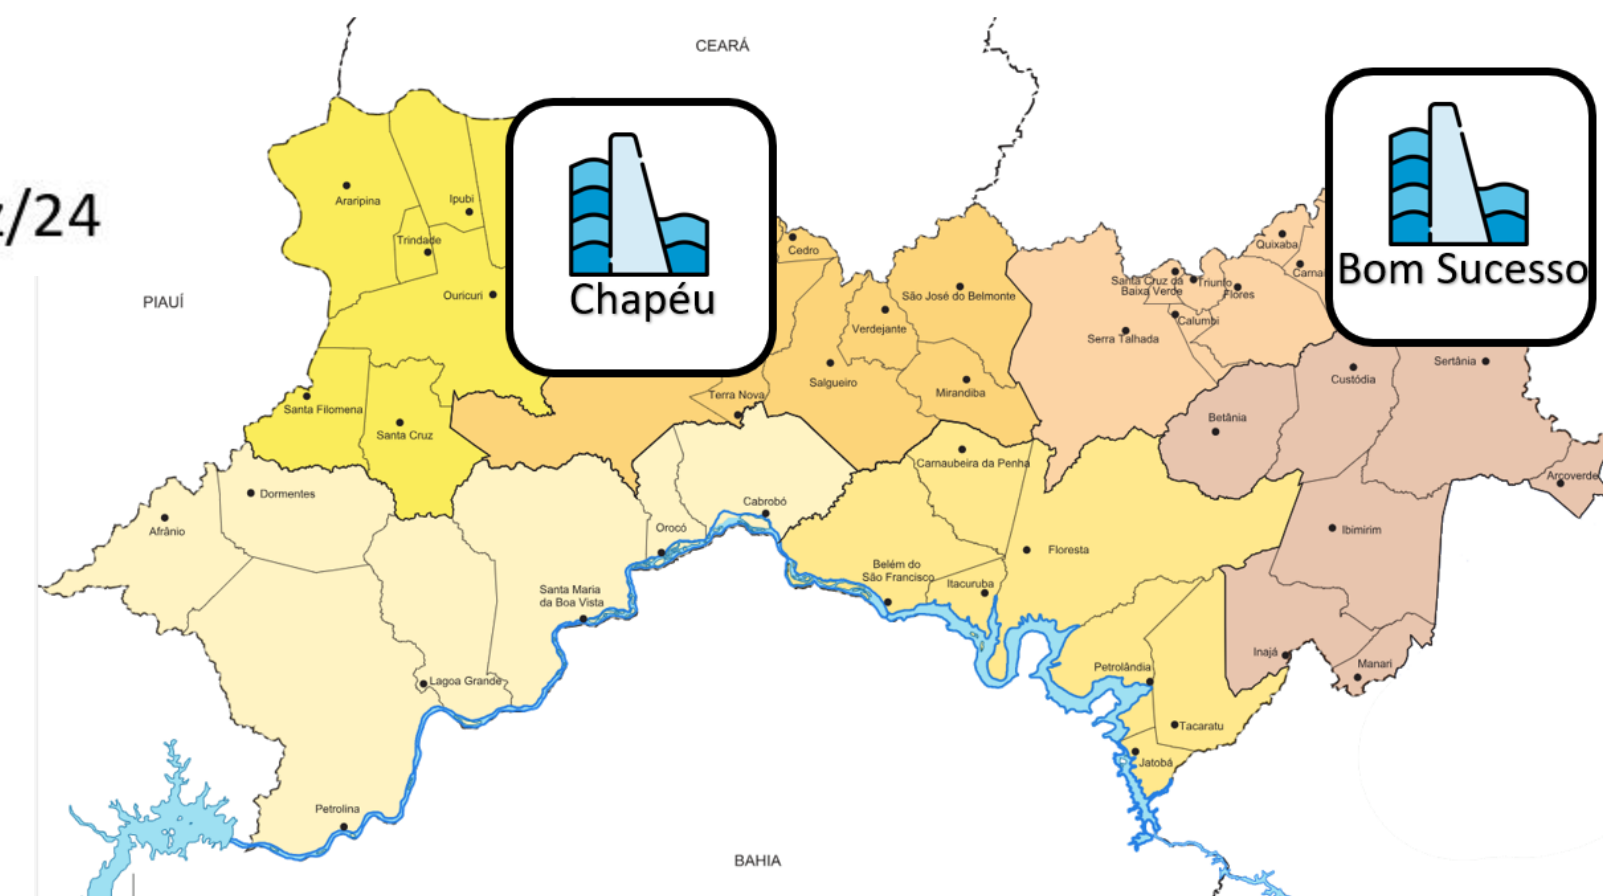 CEARÁ
z/24
PIAUÍ
Araripina
Ipubi
Trindade
Ouricuri
Chapéu
Cedro
São José do Belmonte
Verdejante
Salgueiro
Mirandiba
Terra Nova
Santa Filomena
Santa Cruz
Quixaba
Santa Cruz da
Baixa Verde
Triunfo
Flores
Calumbi
Serra Talhada
Bom Sucesso
Sertânia
Custódia
Betânia
Arcoverde
Carnaubeira da Penha
Dormentes
Afrânio
Cabrobó
Orocó
Ibimirim
Floresta
Belém do
São Francisco
Itacuruba
Santa Maria
da Boa Vista
Inajá
Manari
Petrolândia
Lagoa Grande
Tacaratu
Jatobá
Petrolina
BAHIA